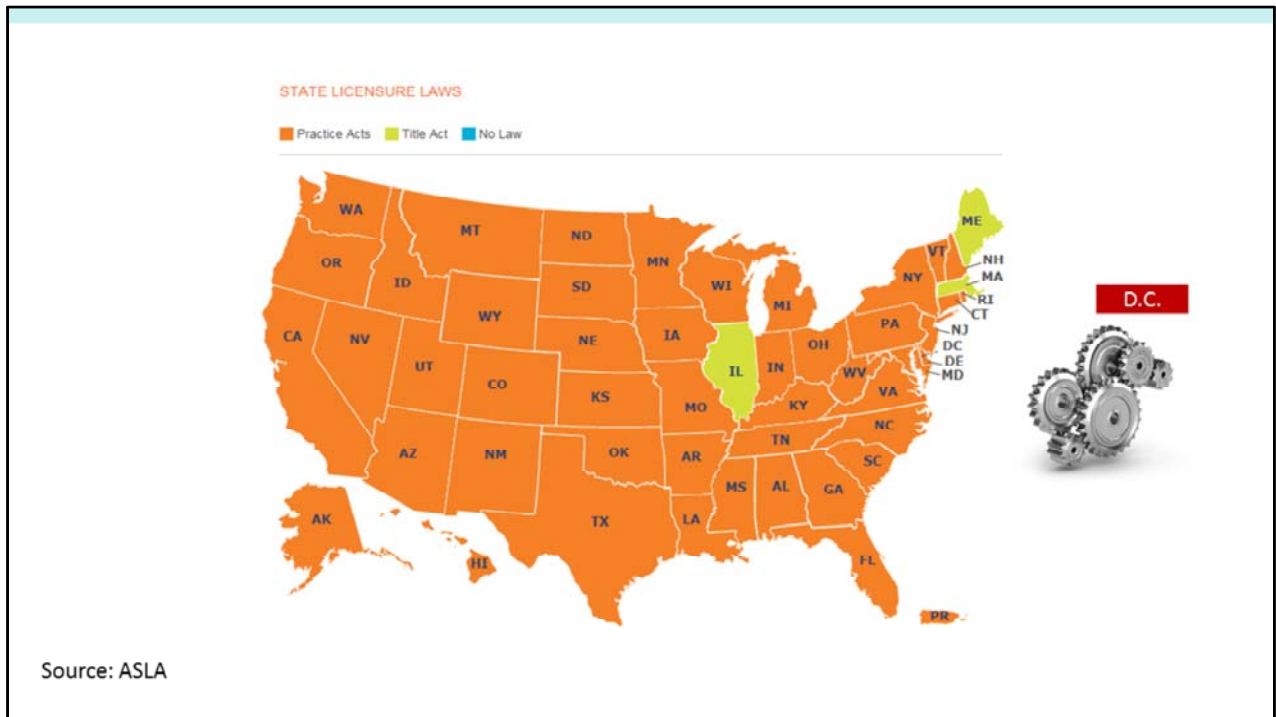 STATE LICENSURE LAWS
Practice Acts Title Act No Law
WA
MT
ND
MN
ME
OR
ID
SD
WI
MI
NY
VT
NH
MA
RI
CT
D.C.
WY
CA
NV
NE
IA
PA
NJ
DC
DE
MD
UT
CO
KS
IL
IN
OH
WV
VA
MO
KY
NC
AZ
NM
OK
AR
TN
SC
MS
AL
GA
TX
LA
AK
HI
FL
PR
Source: ASLA